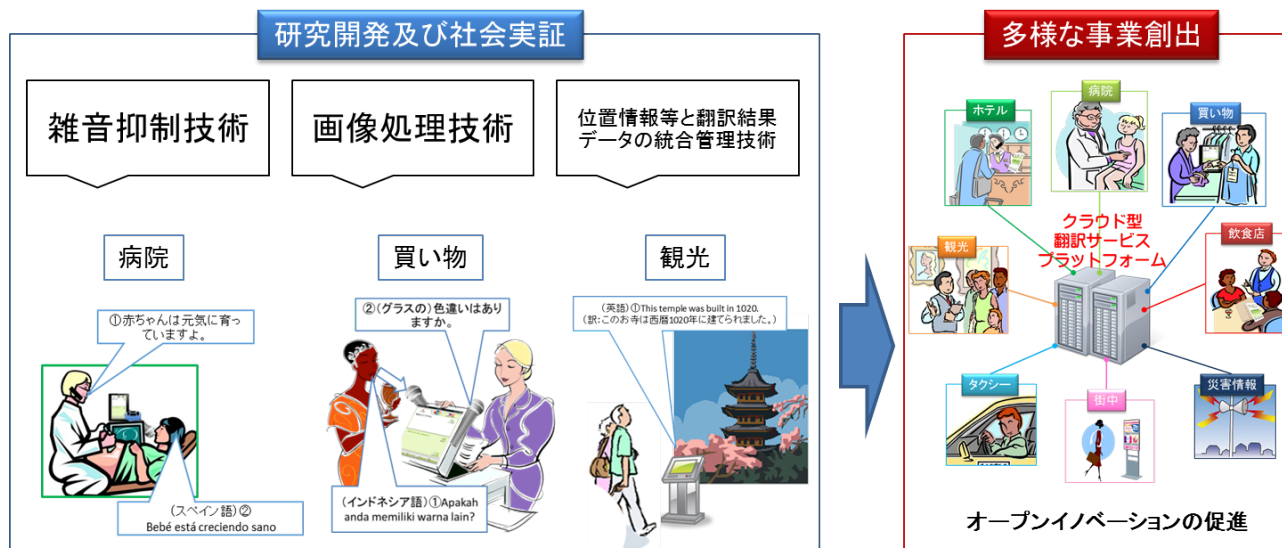 研究開発及び社会実証
雑音抑制技術
画像処理技術
位置情報等と翻訳結果
データの統合管理技術
病院
①赤ちゃんは元気に育っ
ていますよ。
(スペイン語)②
Bebé está creciendo sano
買い物
②(グラスの)色違いはあり
ますか。
(インドネシア語)①Apakah
anda memiliki warna lain?
観光
(英語)①This temple was built in 1020.
(訳:このお寺は西暦1020年に建てられました。)
多様な事業創出
病院
ホテル
買い物
クラウド型
翻訳サービス
プラットフォーム
観光
飲食店
タクシー
街中
災害情報
オープンイノベーションの促進